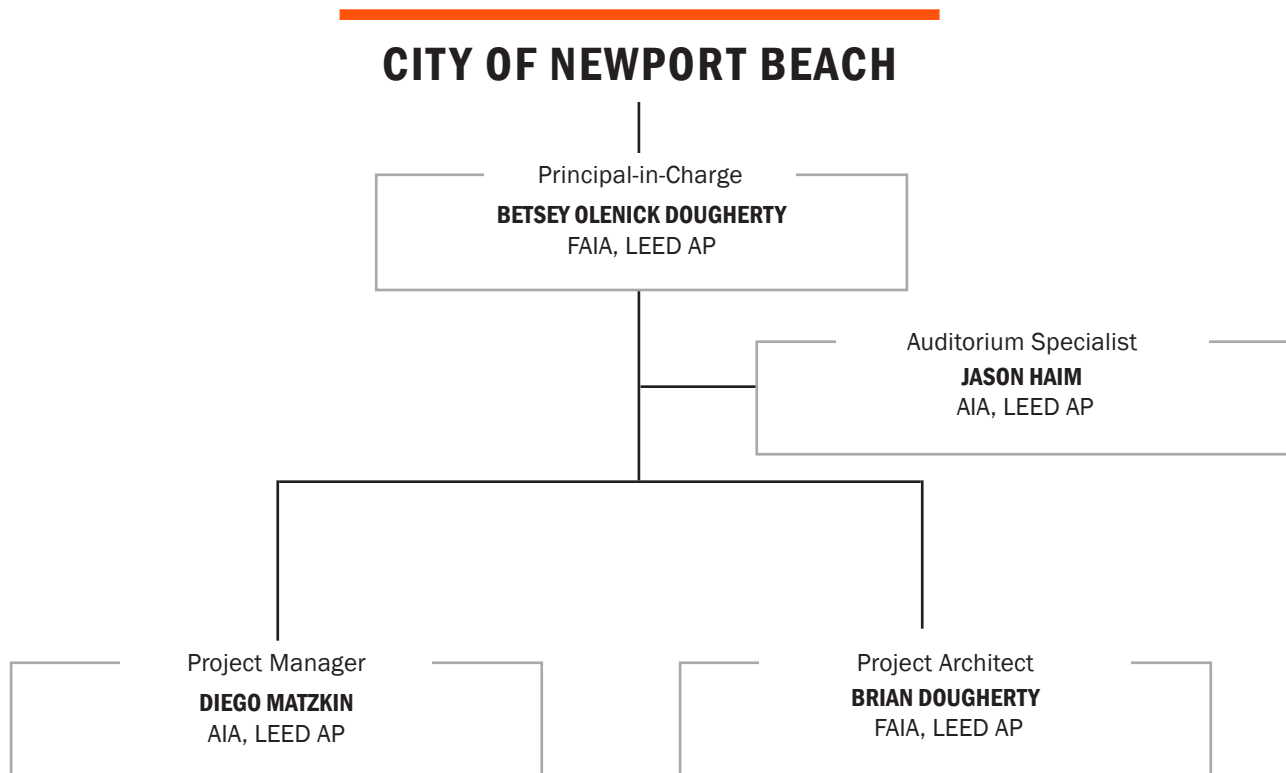 CITY OF NEWPORT BEACH
Principal-in-Charge
BETSEY OLENICK DOUGHERTY
FAIA, LEED AP
Auditorium Specialist
JASON HAIM
AIA, LEED AP
Project Manager
DIEGO MATZKIN
AIA, LEED AP
Project Architect
BRIAN DOUGHERTY
FAIA, LEED AP